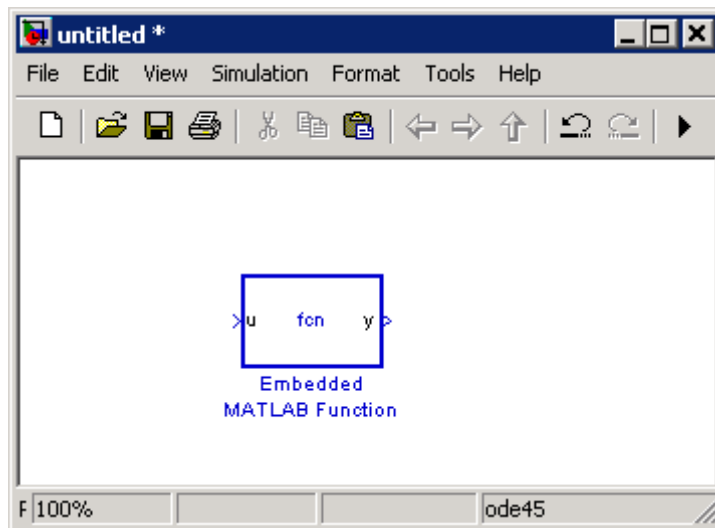 untitled *
File Edit View Simulation Format Tools Help
u fcn y
Embedded
MATLAB Function
F 100% ode45